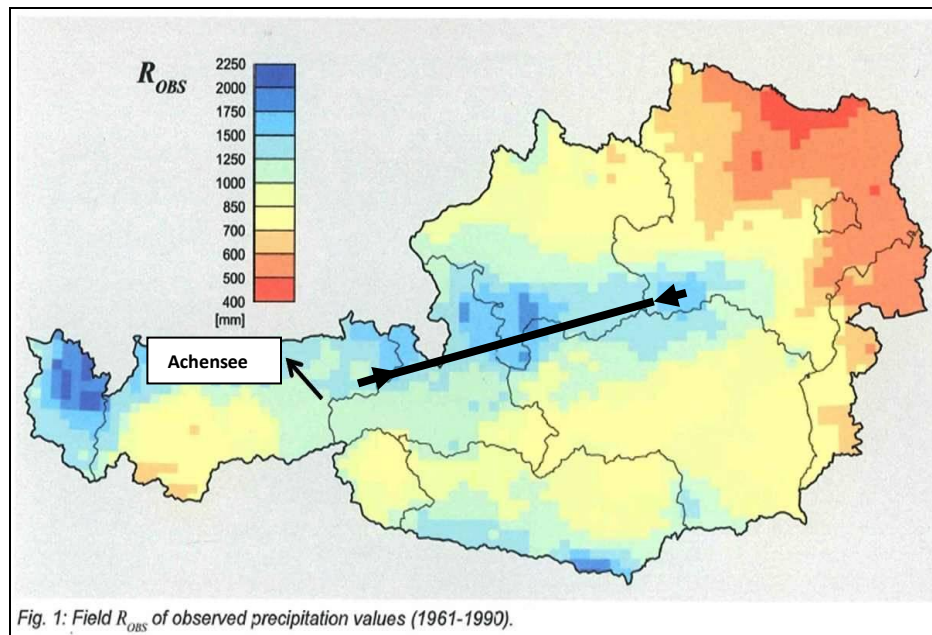 R_OBS
2250
2000
1750
1500
1250
1000
850
700
600
500
400
[mm]
Achensee
Fig. 1: Field R_OBS of observed precipitation values (1961-1990).